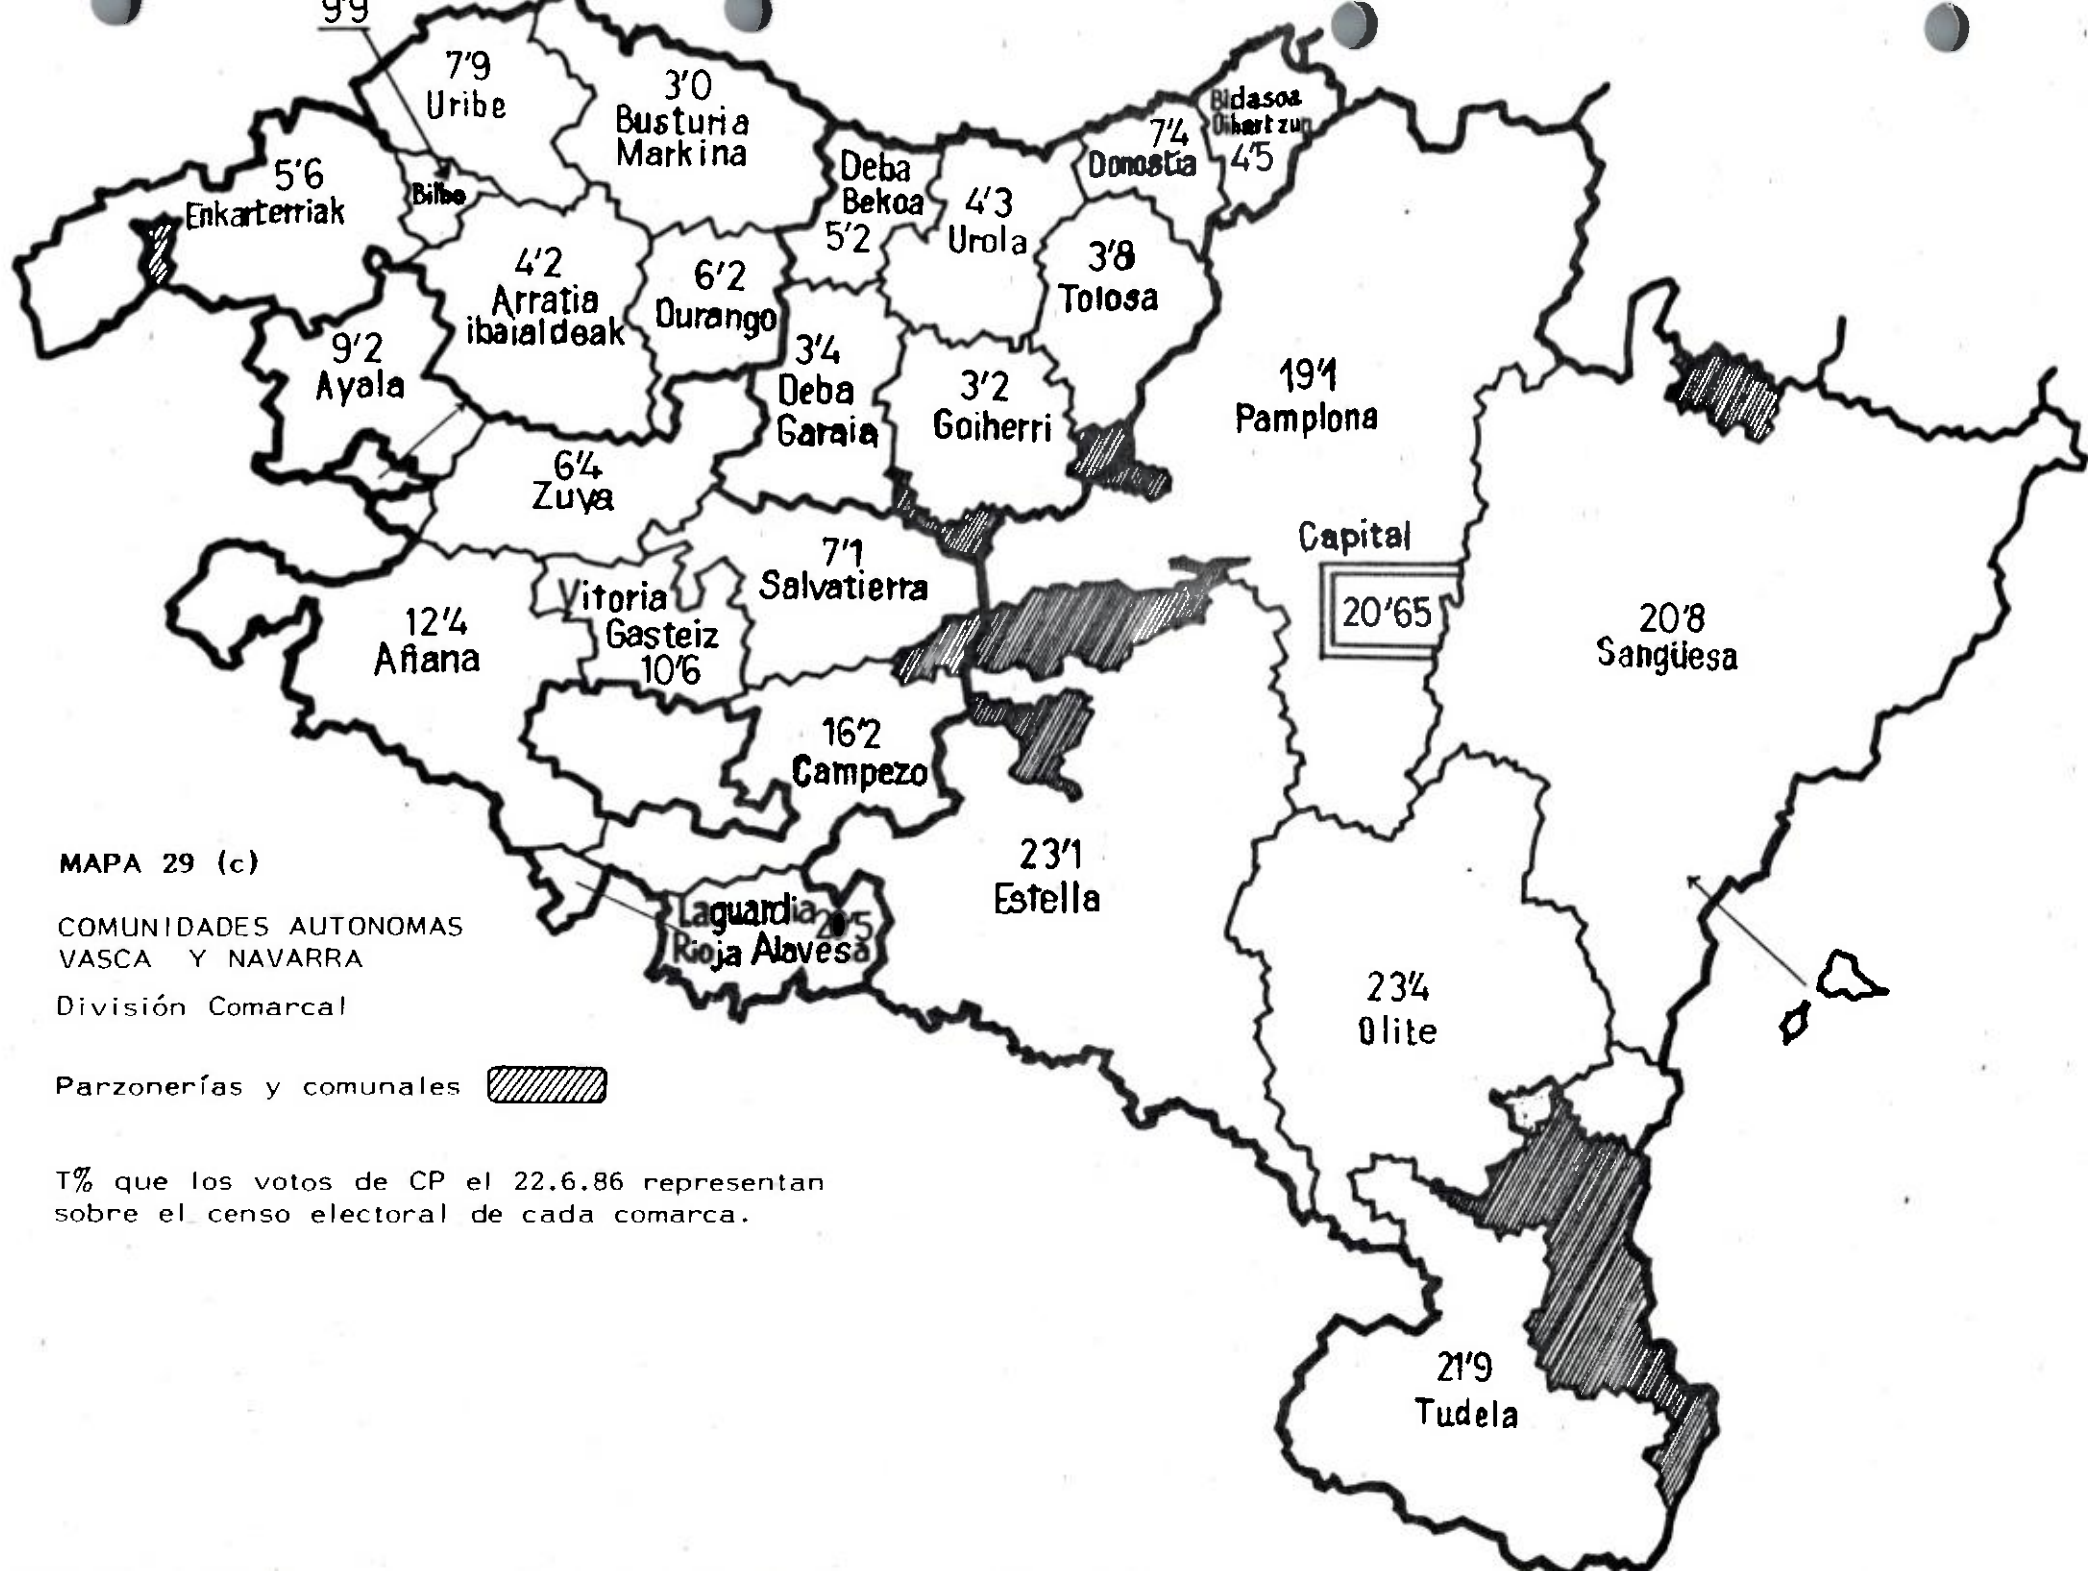 9'9
7'9
Uribe
3'0
Busturia
Markina
Bidasoa
Oihartzun
4'5
7'4
Donostia
5'6
Enkarterriak
Bilbo
Deba
Bekoa
5'2
4'3
Urola
3'8
Tolosa
4'2
Arratia
ibaialdeak
6'2
Durango
9'2
Ayala
3'4
Deba
Garaia
3'2
Goiherri
19'1
Pamplona
6'4
Zuya
Capital
20'65
7'1
Salvatierra
Vitoria
Gasteiz
10'6
12'4
Añana
20'8
Sangüesa
16'2
Campezo
23'1
Estella
Laguardia
Rioja Alavesa
23'4
Olite
21'9
Tudela
MAPA 29 (c)
COMUNIDADES AUTONOMAS
VASCA Y NAVARRA
División Comarcal
Parzonerías y comunales
T% que los votos de CP el 22.6.86 representan
sobre el censo electoral de cada comarca.